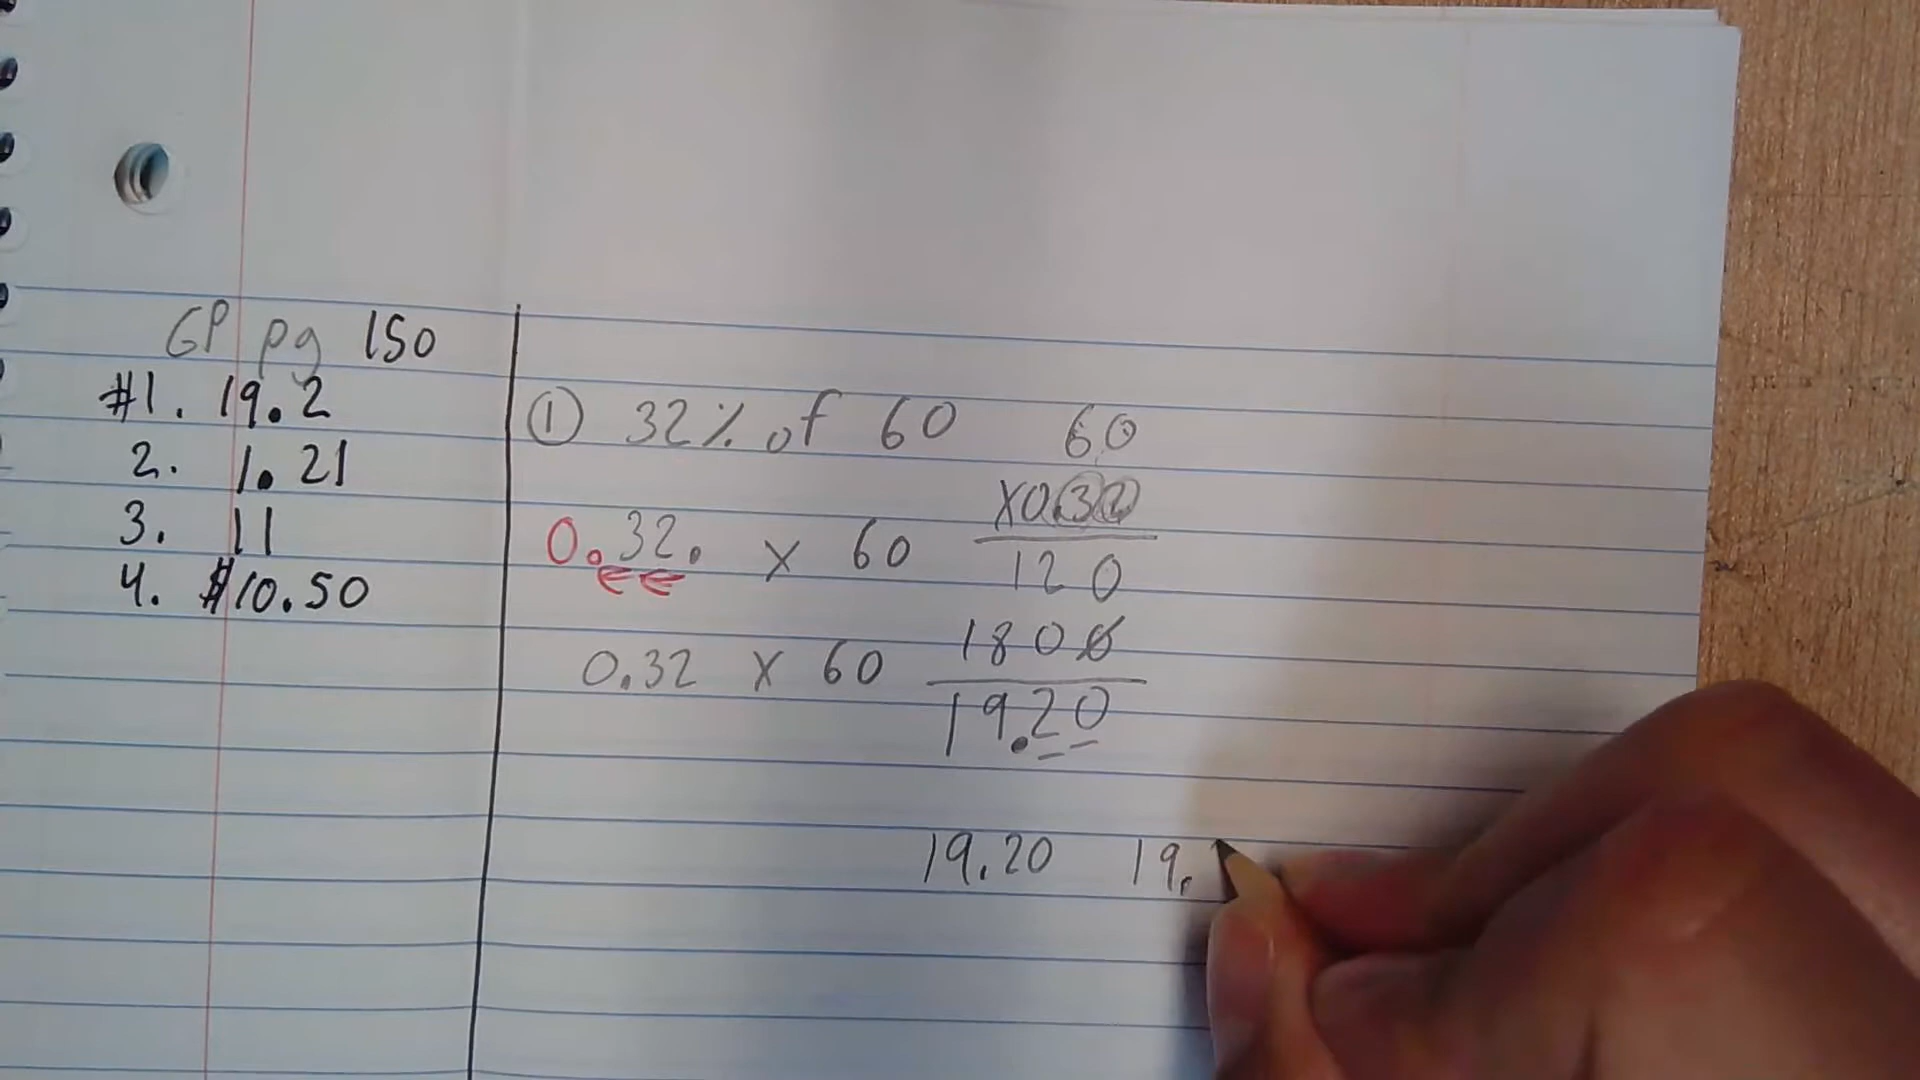 GP pg 150
#1. 19.2
2. 1.21
3. 11
4. $10.50
① 32% of 60
0.32. x 60
0.32 x 60
60
x0.32
120
1800
19.20
19.20 19.